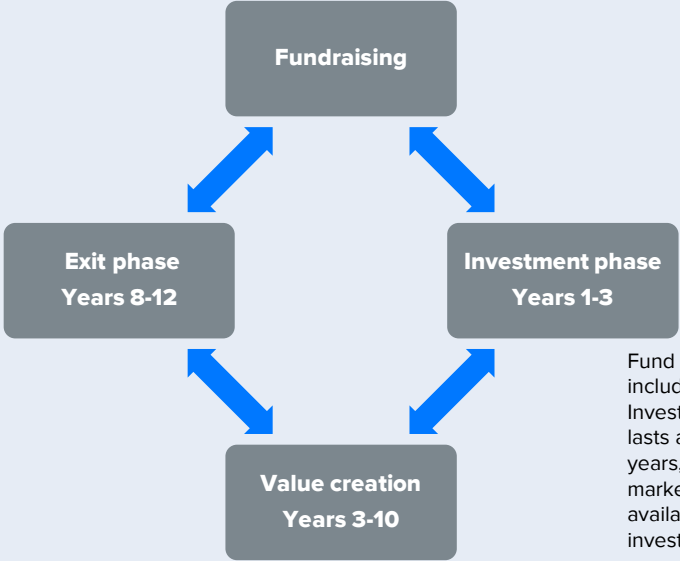 Fundraising
Exit phase
Years 8-12
Investment phase
Years 1-3
Value creation
Years 3-10
Fund
includ
Invest
lasts a
years,
marke
availa
invest